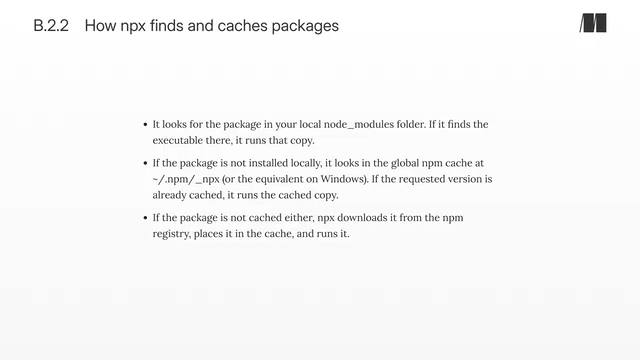 B.2.2 How npx finds and caches packages
• It looks for the package in your local node_modules folder. If it finds the
executable there, it runs that copy.
• If the package is not installed locally, it looks in the global npm cache at
~/.npm/_npx (or the equivalent on Windows). If the requested version is
already cached, it runs the cached copy.
• If the package is not cached either, npx downloads it from the npm
registry, places it in the cache, and runs it.